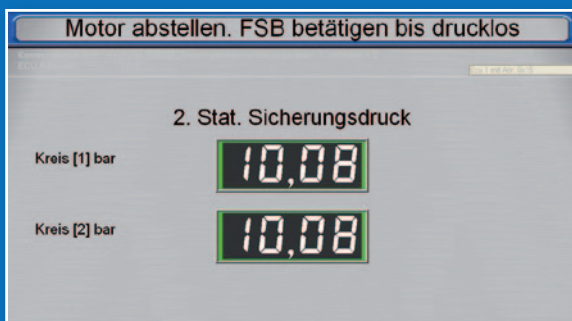 Motor abstellen. FSB betätigen bis drucklos
2. Stat. Sicherungsdruck
Kreis [1] bar
10,08
Kreis [2] bar
10,08